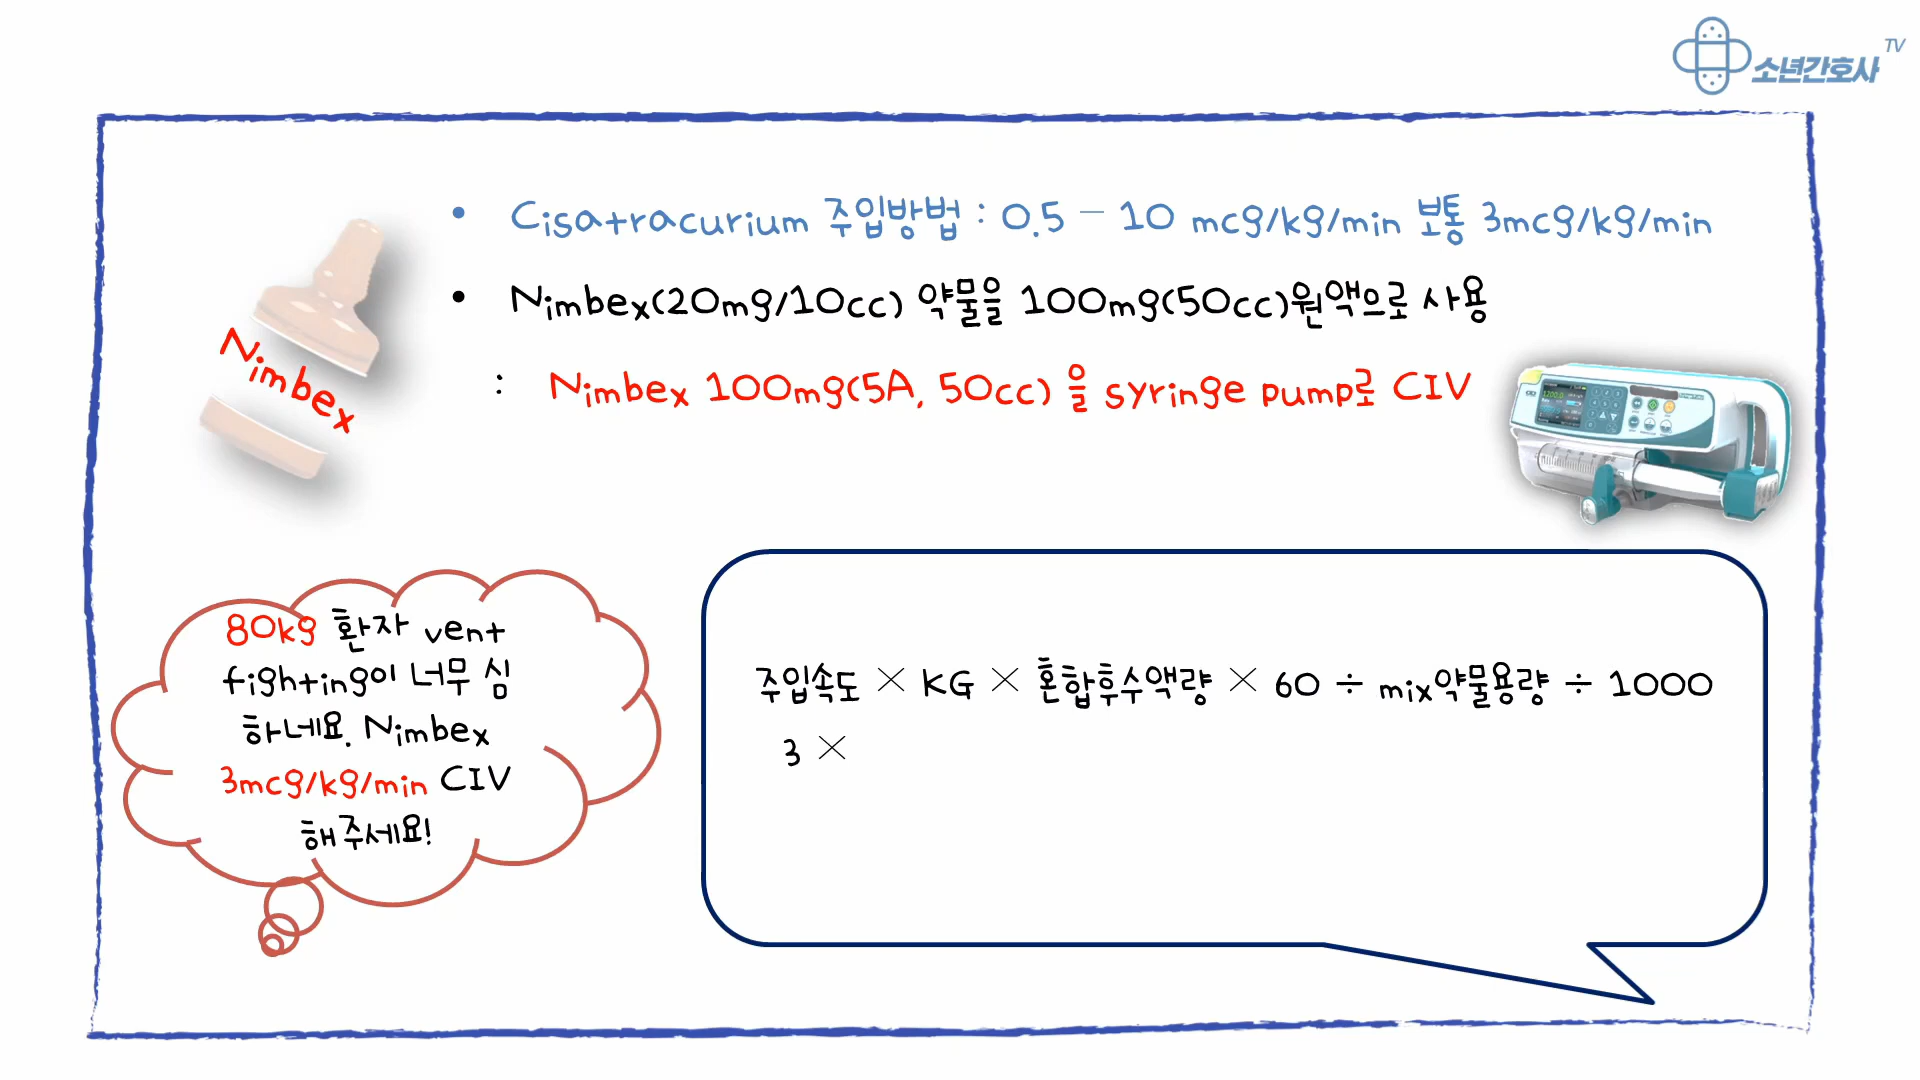 소년간호사 TV
• Cisatracurium 주입방법 : 0.5 – 10 mcg/kg/min 보통 3mcg/kg/min
• Nimbex(20mg/10cc) 약물을 100mg(50cc)원액으로 사용
: Nimbex 100mg(5A, 50cc) 을 syringe pump로 CIV
Nimbex
80kg 환자 vent
fighting이 너무 심
하네요. Nimbex
3mcg/kg/min CIV
해주세요!
주입속도 × KG × 혼합후수액량 × 60 ÷ mix약물용량 ÷ 1000
3 ×